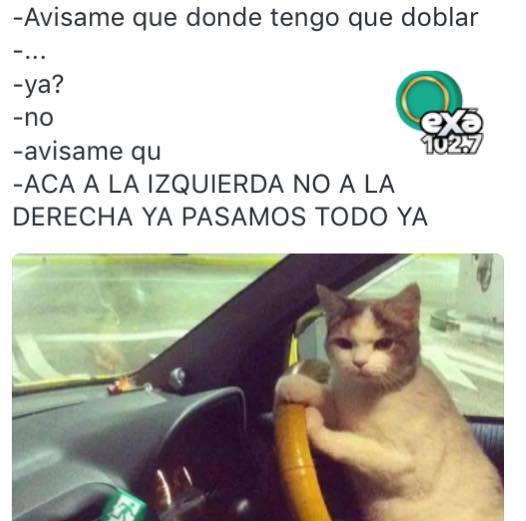 -Avisame que donde tengo que doblar
-...
-ya?
-no
-avisame qu
-ACA A LA IZQUIERDA NO A LA
DERECHA YA PASAMOS TODO YA
exa
102.7